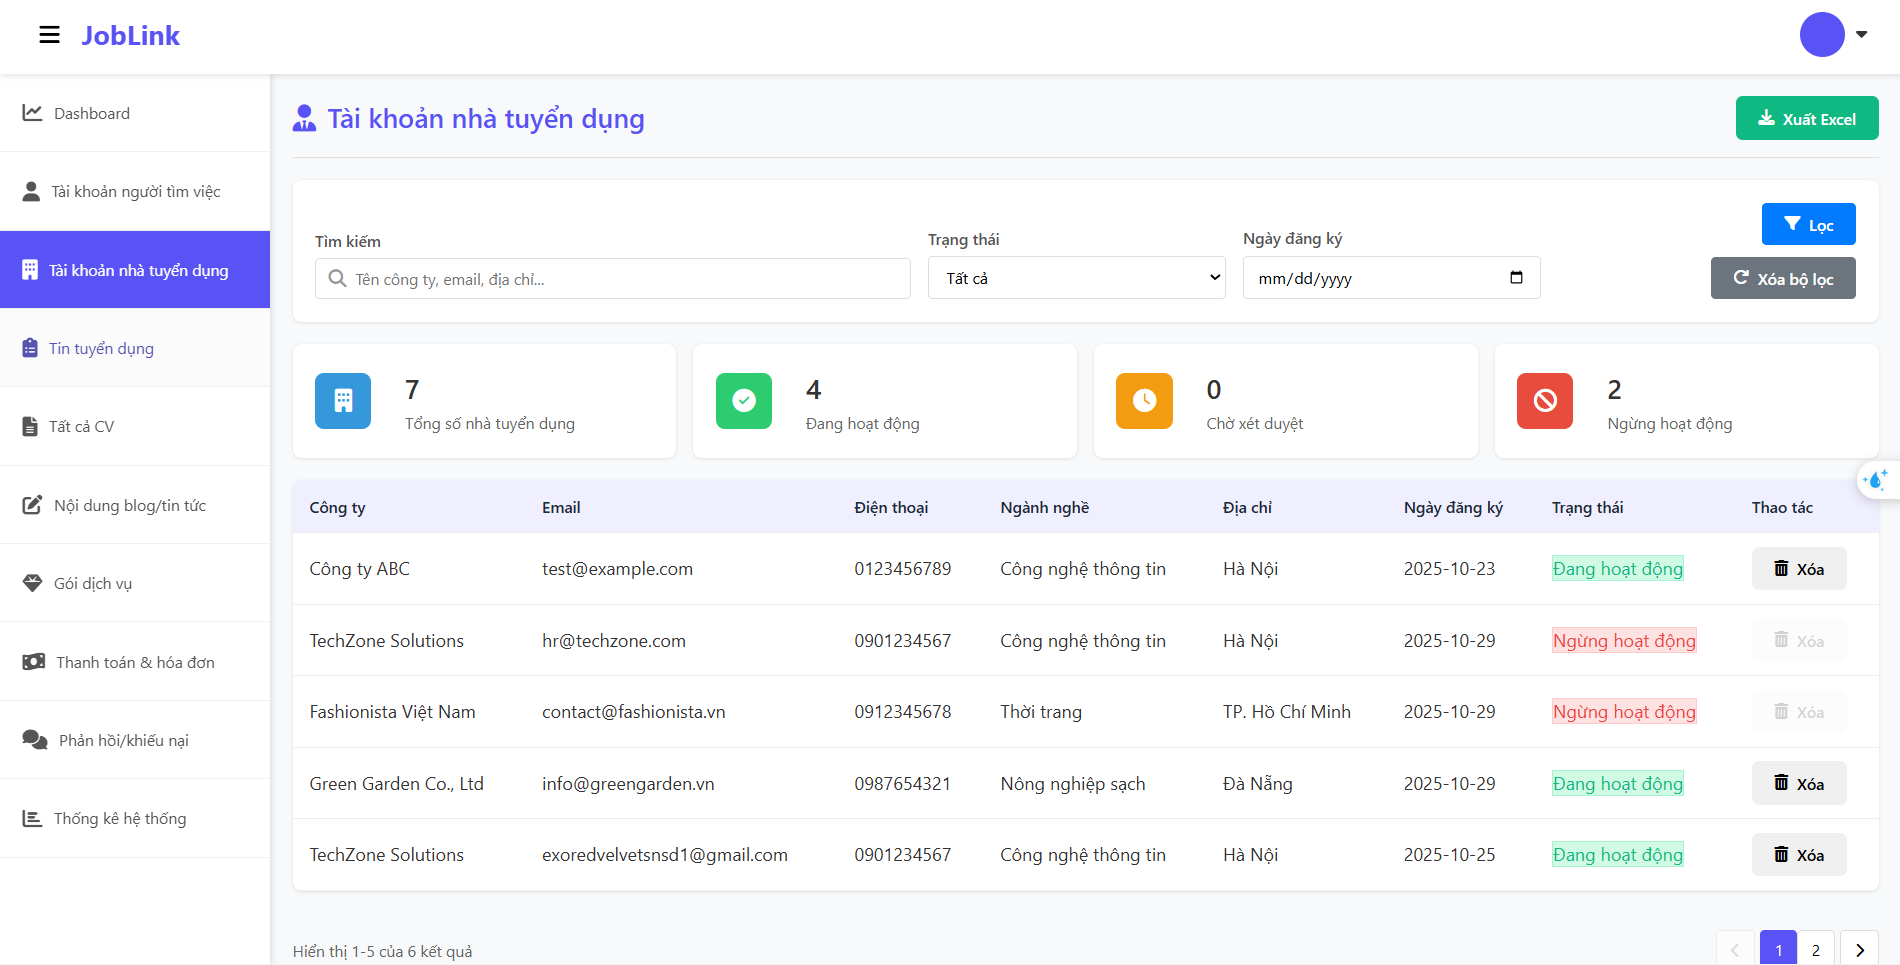 JobLink
Dashboard
Tài khoản người tìm việc
Tài khoản nhà tuyển dụng
Tin tuyển dụng
Tất cả CV
Nội dung blog/tin tức
Gói dịch vụ
Thanh toán & hóa đơn
Phản hồi/khiếu nại
Thống kê hệ thống
Tài khoản nhà tuyển dụng
Xuất Excel
Tìm kiếm
Tên công ty, email, địa chỉ...
Trạng thái
Tất cả
Ngày đăng ký
mm/dd/yyyy
Lọc
Xóa bộ lọc
7
Tổng số nhà tuyển dụng
4
Đang hoạt động
0
Chờ xét duyệt
2
Ngừng hoạt động
Công ty Email Điện thoại Ngành nghề Địa chỉ Ngày đăng ký Trạng thái Thao tác
Công ty ABC test@example.com 0123456789 Công nghệ thông tin Hà Nội 2025-10-23 Đang hoạt động Xóa
TechZone Solutions hr@techzone.com 0901234567 Công nghệ thông tin Hà Nội 2025-10-29 Ngừng hoạt động Xóa
Fashionista Việt Nam contact@fashionista.vn 0912345678 Thời trang TP. Hồ Chí Minh 2025-10-29 Ngừng hoạt động Xóa
Green Garden Co., Ltd info@greengarden.vn 0987654321 Nông nghiệp sạch Đà Nẵng 2025-10-29 Đang hoạt động Xóa
TechZone Solutions exoredvelvetsnsd1@gmail.com 0901234567 Công nghệ thông tin Hà Nội 2025-10-25 Đang hoạt động Xóa
Hiển thị 1-5 của 6 kết quả
1 2